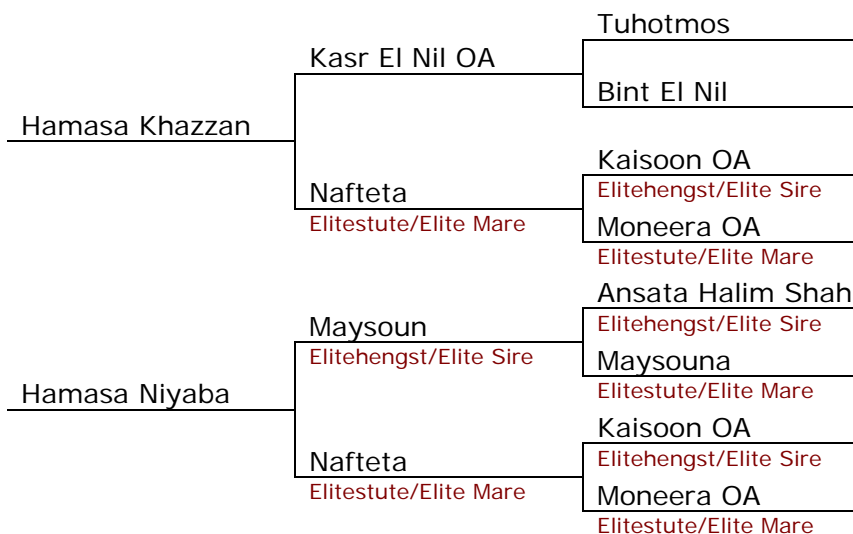 Tuhotmos
Kasr El Nil OA
Bint El Nil
Hamasa Khazzan
Kaisoon OA
Nafteta
Elitehengst/Elite Sire
Elitestute/Elite Mare
Moneera OA
Elitestute/Elite Mare
Ansata Halim Shah
Maysoun
Elitehengst/Elite Sire
Elitehengst/Elite Sire
Maysouna
Hamasa Niyaba
Elitestute/Elite Mare
Kaisoon OA
Nafteta
Elitehengst/Elite Sire
Elitestute/Elite Mare
Moneera OA
Elitestute/Elite Mare